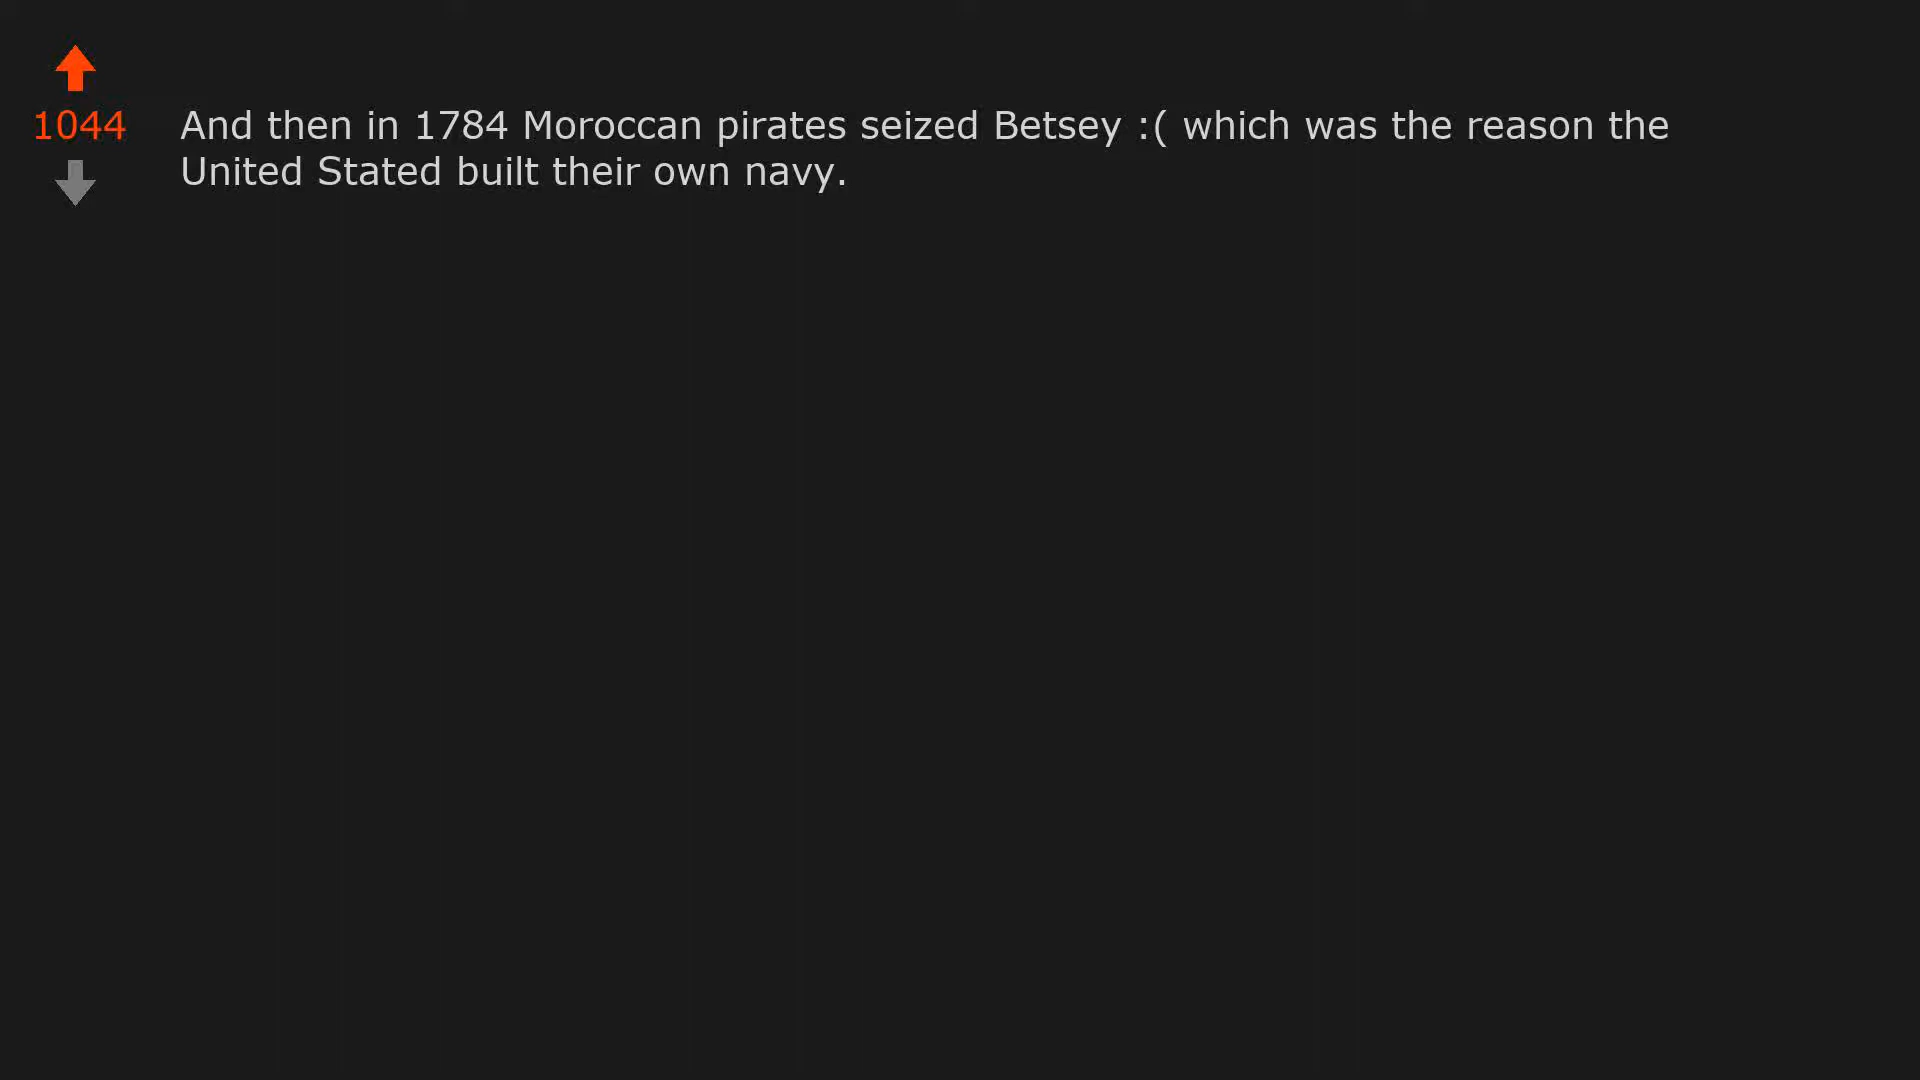 1044
And then in 1784 Moroccan pirates seized Betsey :( which was the reason the
United Stated built their own navy.